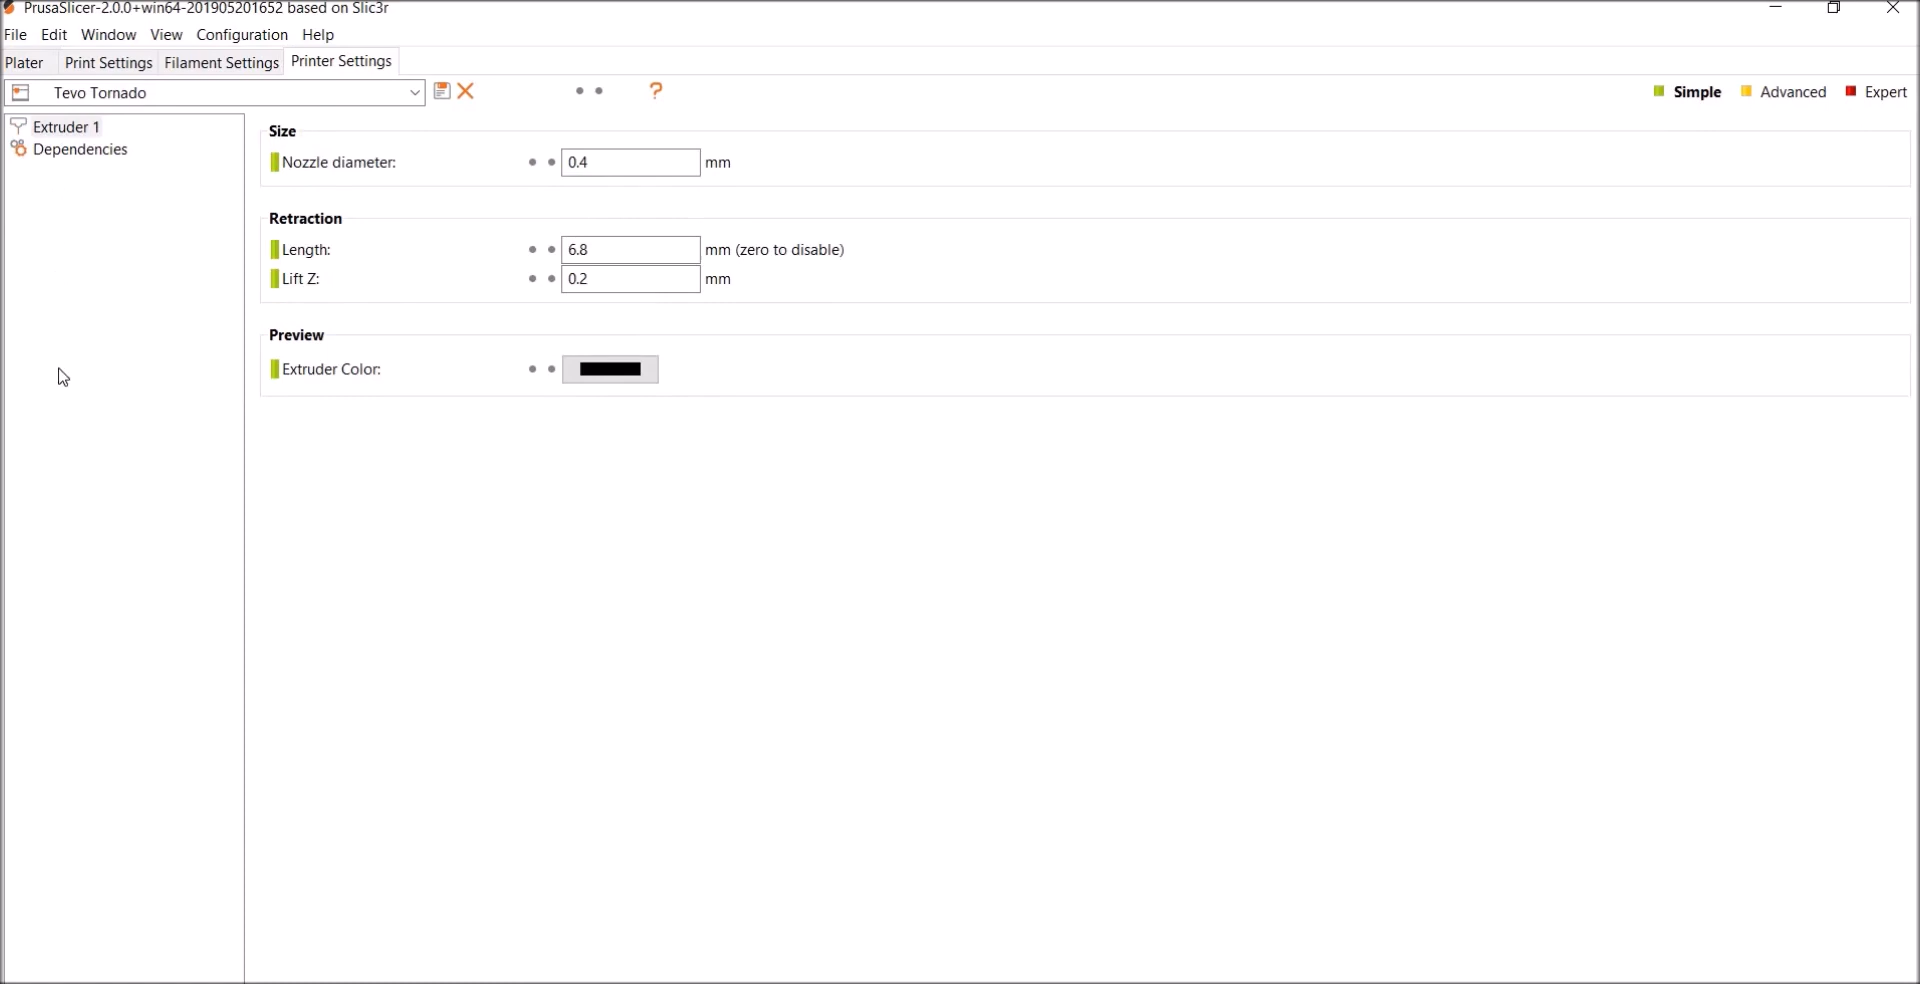 PrusaSlicer-2.0.0+win64-201905201652 based on Slic3r
File Edit Window View Configuration Help
Plater Print Settings Filament Settings Printer Settings
Tevo Tornado ? Simple Advanced Expert
Extruder 1
Dependencies
Size
Nozzle diameter: 0.4 mm
Retraction
Length: 6.8 mm (zero to disable)
Lift Z: 0.2 mm
Preview
Extruder Color: